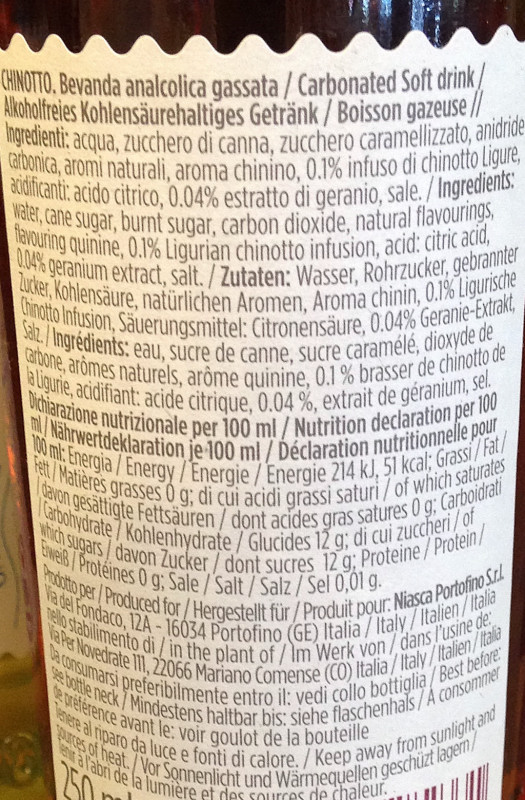 CHINOTTO. Bevanda analcolica gassata / Carbonated Soft drink /
Alkoholfreies Kohlensäurehaltiges Getränk / Boisson gazeuse //
Ingredienti: acqua, zucchero di canna, zucchero caramellizzato, anidride
carbonica, aromi naturali, aroma chinino, 0.1% infuso di chinotto Ligure,
acidificanti: acido citrico, 0.04% estratto di geranio, sale. / Ingredients:
water, cane sugar, burnt sugar, carbon dioxide, natural flavourings,
flavouring quinine, 0.1% Ligurian chinotto infusion, acid: citric acid,
0.04% geranium extract, salt. / Zutaten: Wasser, Rohrzucker, gebrannter
Zucker, Kohlensäure, natürlichen Aromen, Aroma chinin, 0.1% Ligurische
Chinotto Infusion, Säuerungsmittel: Citronensäure, 0.04% Geranie-Extrakt,
Salz. / Ingrédients: eau, sucre de canne, sucre caramélé, dioxyde de
carbone, arômes naturels, arôme quinine, 0.1 % brasser de chinotto de
la Ligurie, acidifiant: acide citrique, 0.04 %, extrait de géranium, sel.
Dichiarazione nutrizionale per 100 ml / Nutrition declaration per 100
ml / Nährwertdeklaration je 100 ml / Déclaration nutritionnelle pour
100 ml: Energia / Energy / Energie / Energie 214 kJ, 51 kcal; Grassi / Fat /
Fett / Matières grasses 0 g; di cui acidi grassi saturi / of which saturates
/ davon gesättigte Fettsäuren / dont acides gras saturés 0 g; Carboidrati
/ Carbohydrate / Kohlenhydrate / Glucides 12 g; di cui zuccheri / of
which sugars / davon Zucker / dont sucres 12 g; Proteine / Protein /
Eiweiß / Protéines 0 g; Sale / Salt / Salz / Sel 0,01 g.
Prodotto per / Produced for / Hergestellt für / Produit pour: Niasca Portofino S.r.l.
Via del Fondaco, 12A - 16034 Portofino (GE) Italia / Italy / Italien / Italia
nello stabilimento di / in the plant of / Im Werk von / dans l'usine de:
Via Per Novedrate 111, 22066 Mariano Comense (CO) Italia / Italy / Italien / Italia
Da consumarsi preferibilmente entro il: vedi collo bottiglia / Best before:
see bottle neck / Mindestens haltbar bis: siehe flaschenhals / A consommer
de préférence avant le: voir goulot de la bouteille
Tenere al riparo da luce e fonti di calore. / Keep away from sunlight and
sources of heat. / Vor Sonnenlicht und Wärmequellen geschüzt lagern /
Tenir à l'abri de la lumière et des sources de chaleur.
250 ml